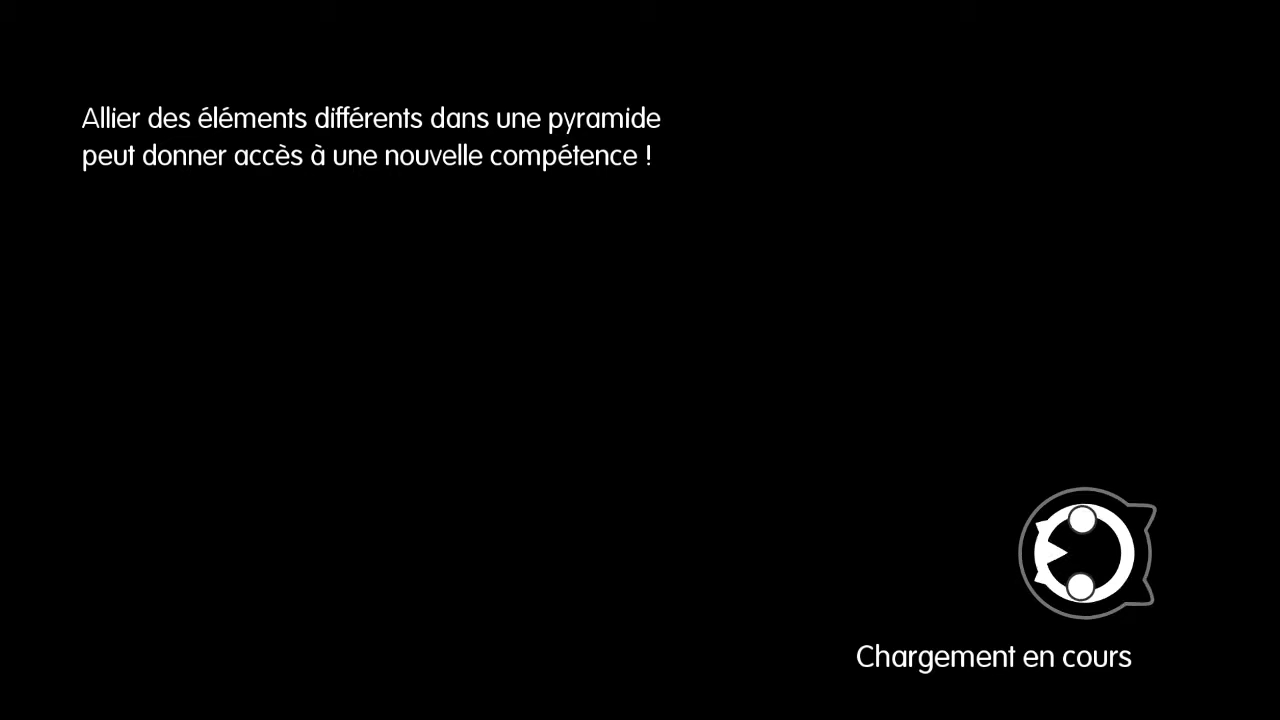 Allier des éléments différents dans une pyramide
peut donner accès à une nouvelle compétence !
Chargement en cours